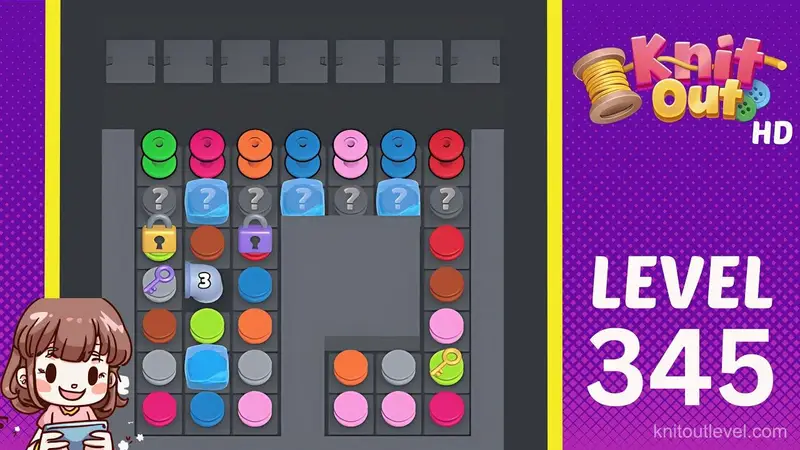 Knit
Out
HD
? ? ? ? ? ? ?
3
LEVEL
345
knitoutlevel.com